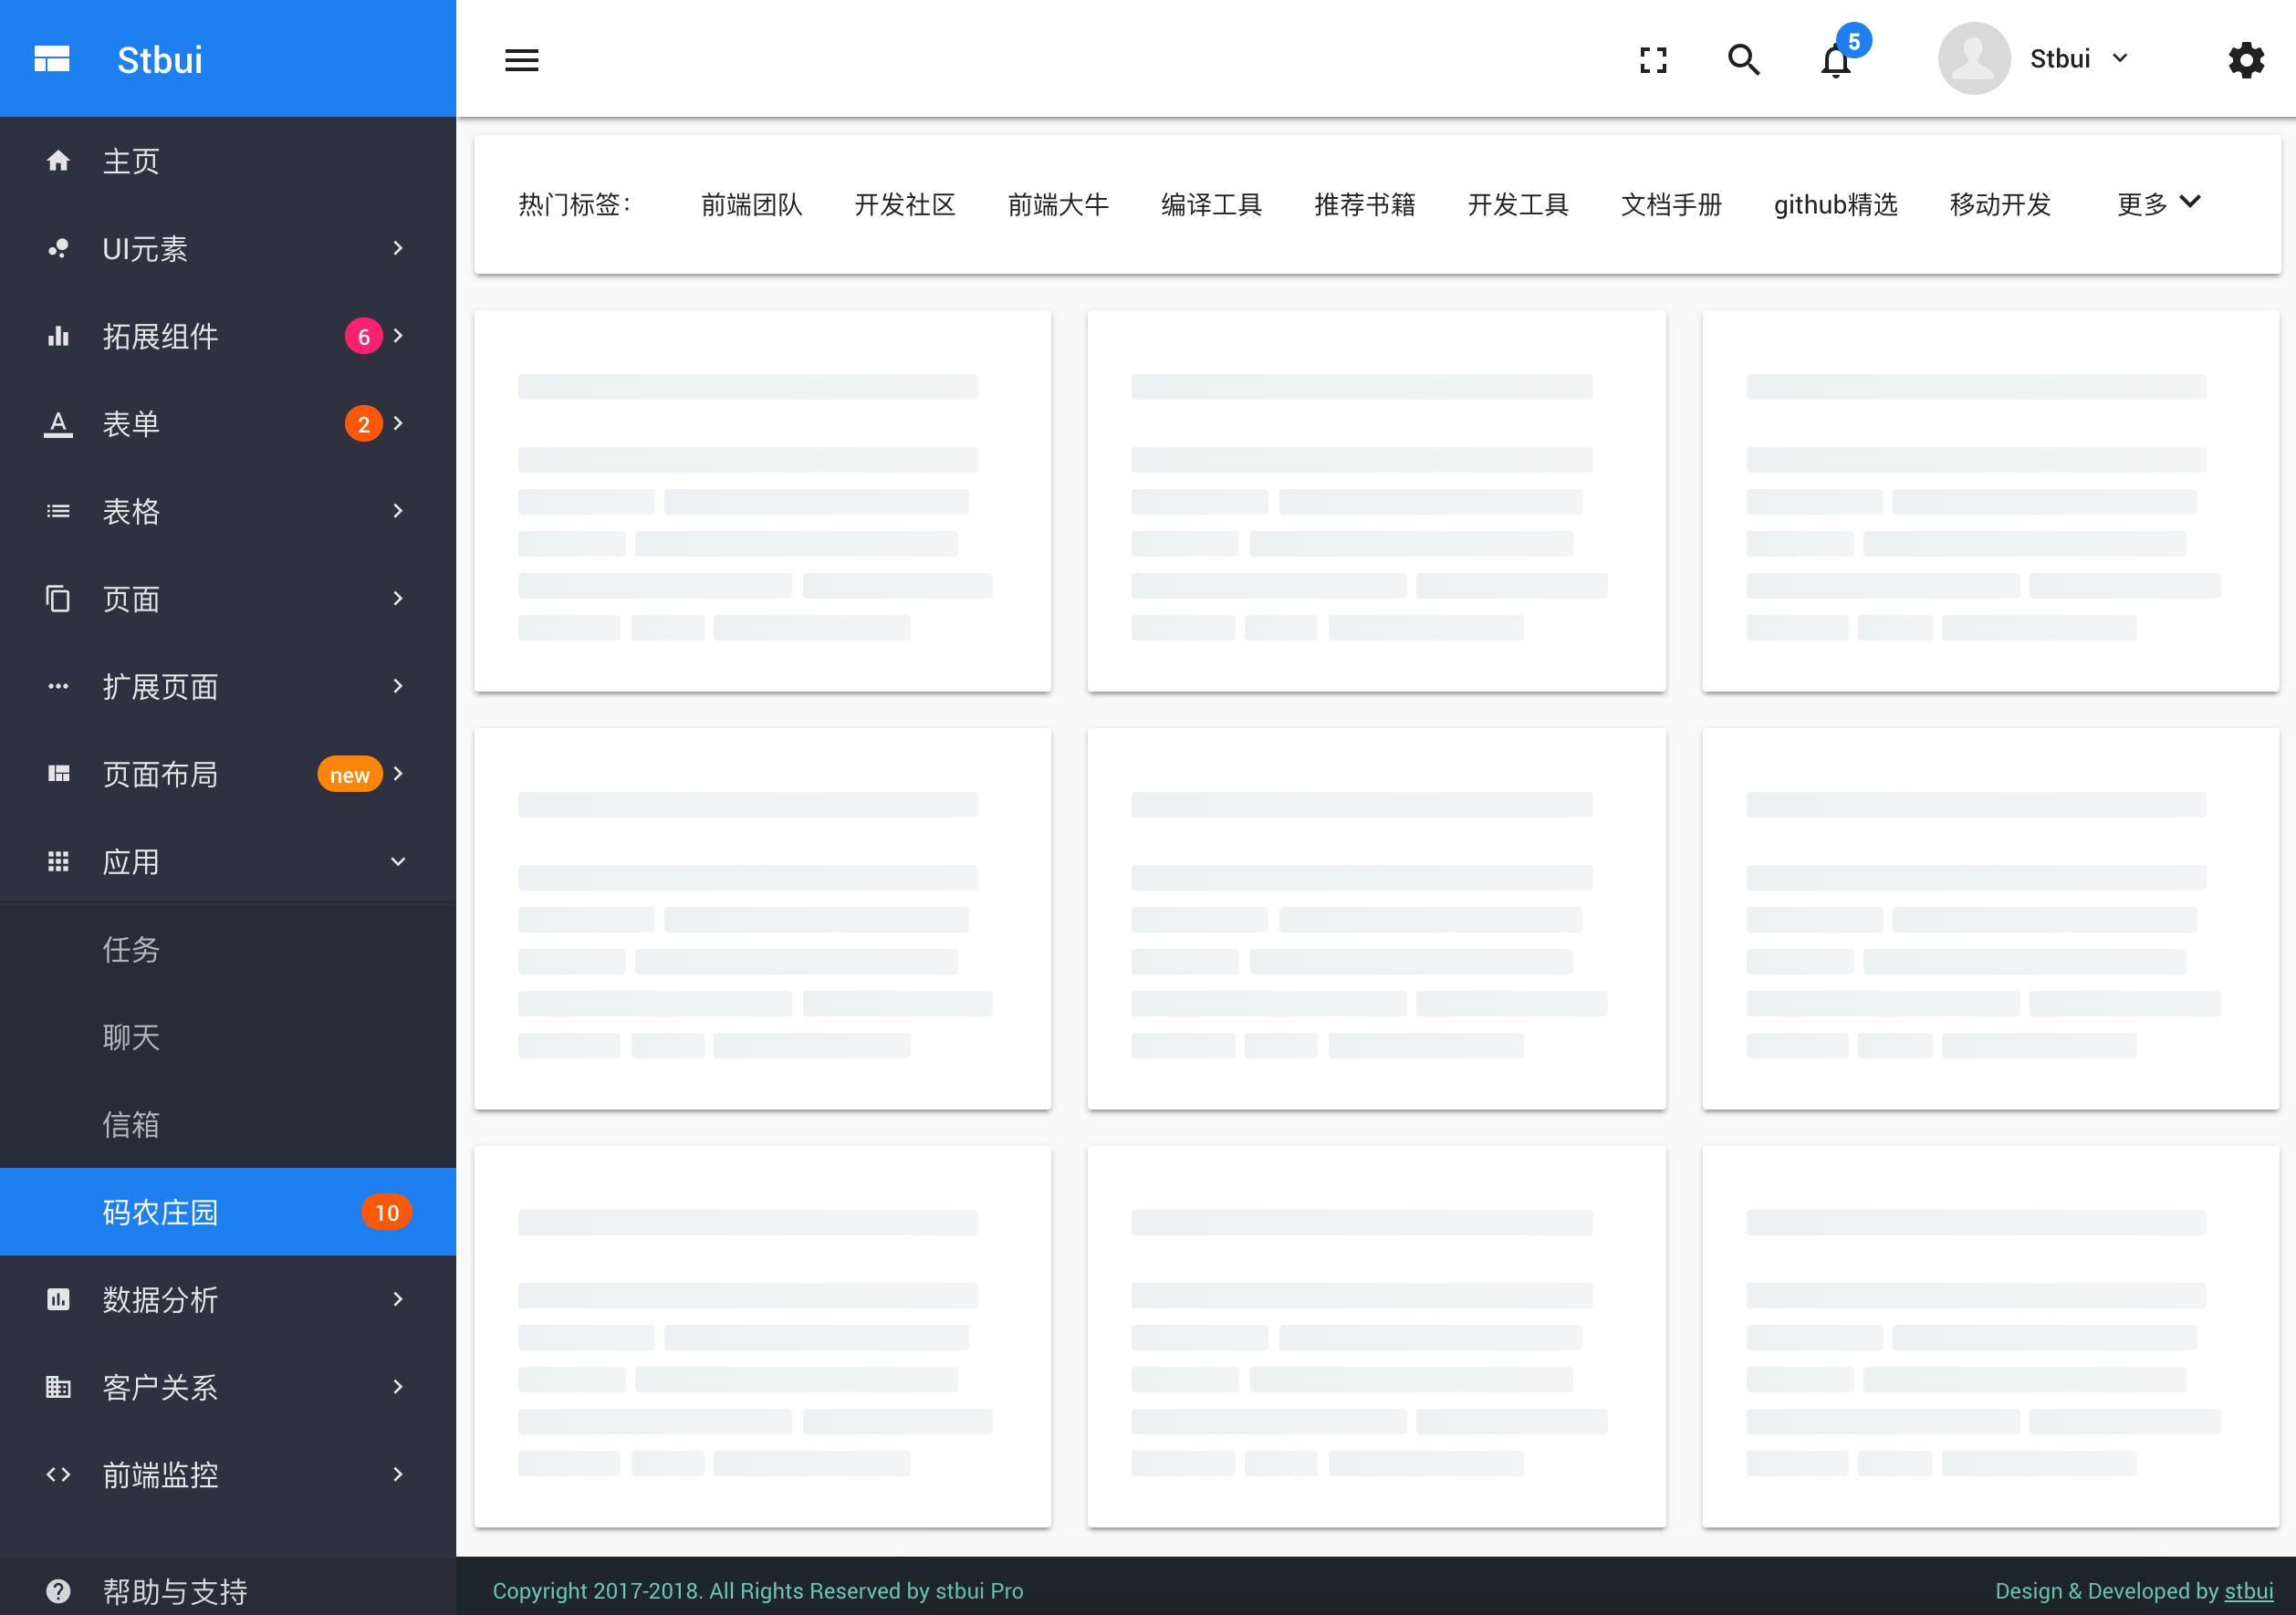 Stbui
5
Stbui
主页
UI元素
拓展组件 6
表单 2
表格
页面
扩展页面
页面布局 new
应用
任务
聊天
信箱
码农庄园 10
数据分析
客户关系
前端监控
帮助与支持
热门标签： 前端团队 开发社区 前端大牛 编译工具 推荐书籍 开发工具 文档手册 github精选 移动开发 更多
Copyright 2017-2018. All Rights Reserved by stbui Pro
Design & Developed by stbui